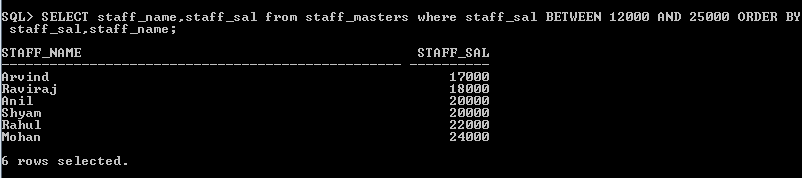 SQL> SELECT staff_name,staff_sal from staff_masters where staff_sal BETWEEN 12000 AND 25000 ORDER BY
staff_sal,staff_name;
STAFF_NAME STAFF_SAL
-------------------------------------------------- ----------
Arvind 17000
Raviraj 18000
Anil 20000
Shyam 20000
Rahul 22000
Mohan 24000
6 rows selected.